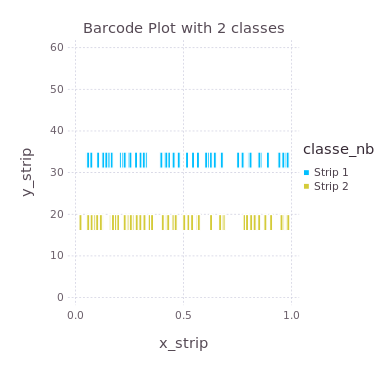 Barcode Plot with 2 classes
60
50
40
30
20
10
0
y_strip
0.0
0.5
1.0
x_strip
classe_nb
Strip 1
Strip 2